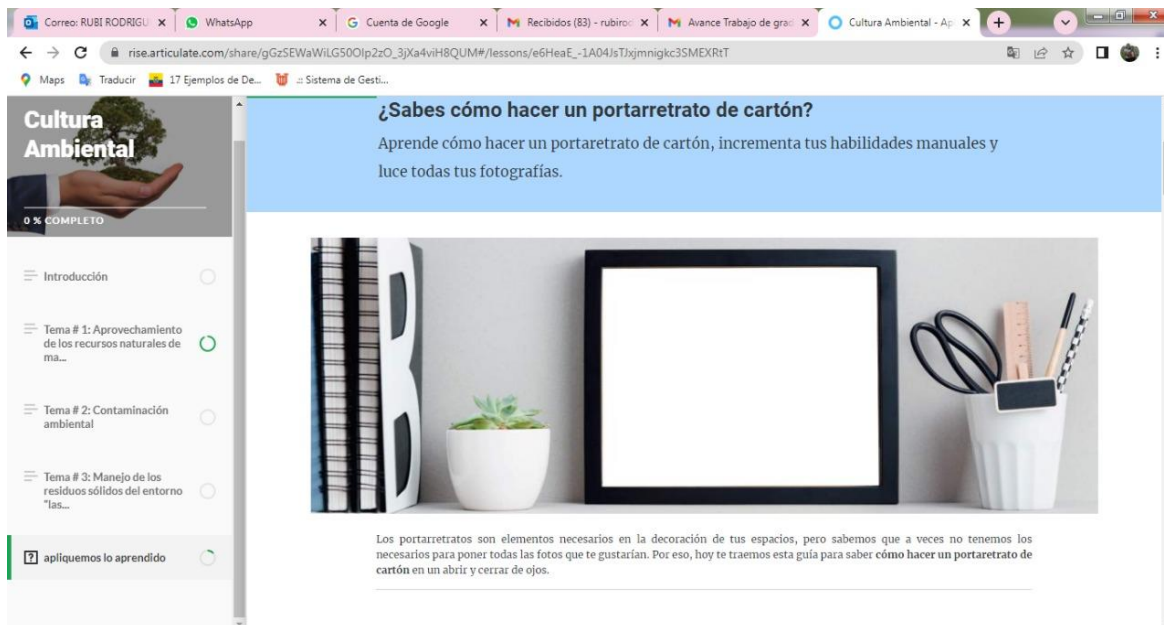 Correo: RUBI RODRIGU
WhatsApp
Cuenta de Google
Recibidos (83) - rubirod
Avance Trabajo de grad
Cultura Ambiental - Ap
rise.articulate.com/share/gGzSEWaWiLG50OIp2zO_3jXa4viH8QUM#/lessons/e6HeaE_-1A04JsTJxjmnigkc3SMEXRtT
Maps
Traducir
17 Ejemplos de De...
.:: Sistema de Gesti...
Cultura
Ambiental
0 % COMPLETO
Introducción
Tema # 1: Aprovechamiento
de los recursos naturales de
ma...
Tema # 2: Contaminación
ambiental
Tema # 3: Manejo de los
residuos sólidos del entorno
"las...
apliquemos lo aprendido
¿Sabes cómo hacer un portarretrato de cartón?
Aprende cómo hacer un portaretrato de cartón, incrementa tus habilidades manuales y
luce todas tus fotografías.
B
Los portarretratos son elementos necesarios en la decoración de tus espacios, pero sabemos que a veces no tenemos los
necesarios para poner todas las fotos que te gustarían. Por eso, hoy te traemos esta guía para saber cómo hacer un portaretrato de
cartón en un abrir y cerrar de ojos.